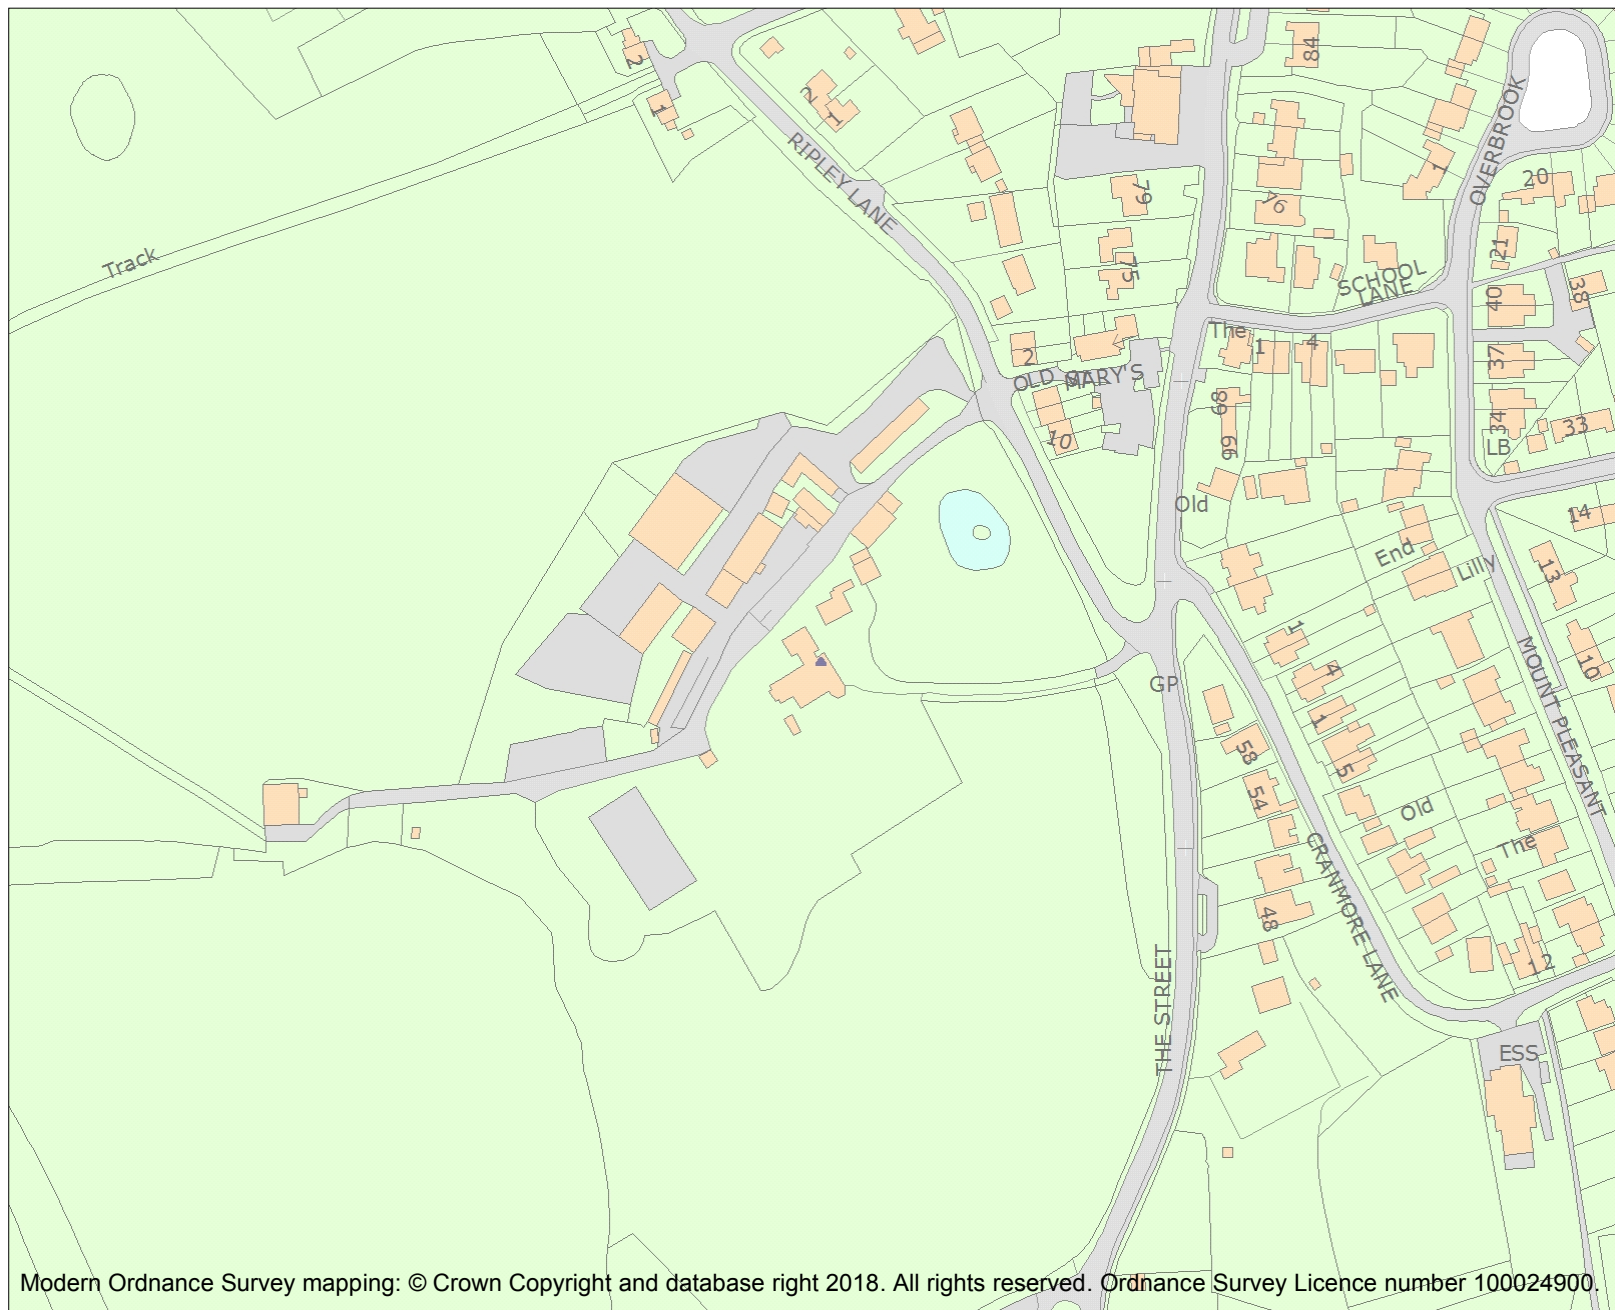 84
2
1
2
1
RIPLEY LANE
OVERBROOK
1
20
79
76
21
Track
75
SCHOOL
LANE
40
38
The
1
4
2
37
OLD
MARY'S
68
34
33
10
66
LB
Old
14
End
Lilly
13
1
4
10
MOUNT PLEASANT
GP
1
58
5
54
Old
The
CRANMORE LANE
48
12
THE STREET
ESS
Modern Ordnance Survey mapping: © Crown Copyright and database right 2018. All rights reserved. Ordnance Survey Licence number 100024900.